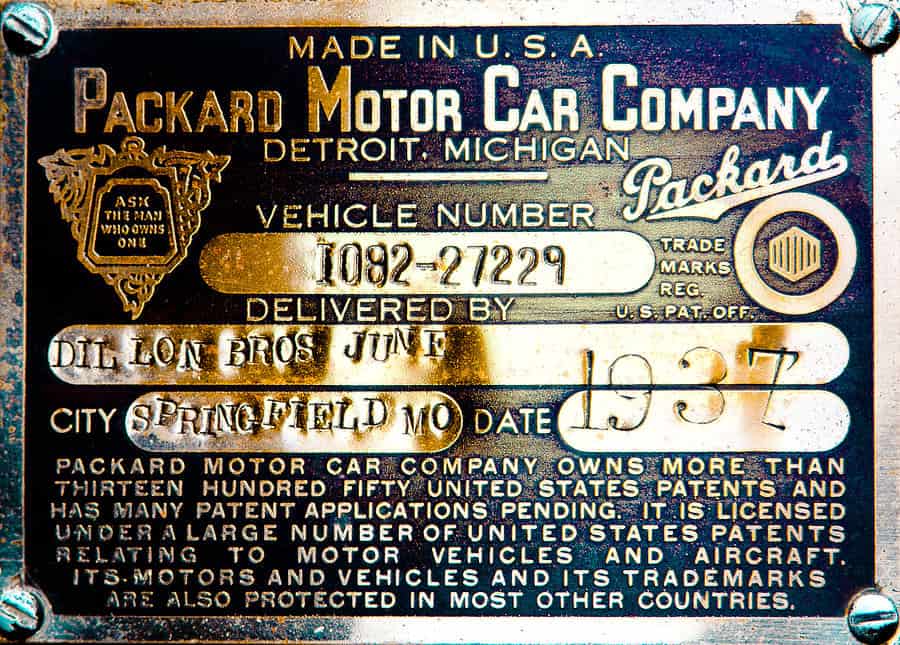 MADE IN U.S.A.
PACKARD MOTOR CAR COMPANY
DETROIT, MICHIGAN
Packard
ASK
THE MAN
WHO OWNS
ONE
VEHICLE NUMBER
1082-27229
TRADE
MARKS
REG.
U.S. PAT. OFF.
DELIVERED BY
DILLON BROS JUNE 1937
CITY SPRINGFIELD MO DATE
PACKARD MOTOR CAR COMPANY OWNS MORE THAN
THIRTEEN HUNDRED FIFTY UNITED STATES PATENTS AND
HAS MANY PATENT APPLICATIONS PENDING. IT IS LICENSED
UNDER A LARGE NUMBER OF UNITED STATES PATENTS
RELATING TO MOTOR VEHICLES AND AIRCRAFT.
ITS MOTORS AND VEHICLES AND ITS TRADEMARKS
ARE ALSO PROTECTED IN MOST OTHER COUNTRIES.